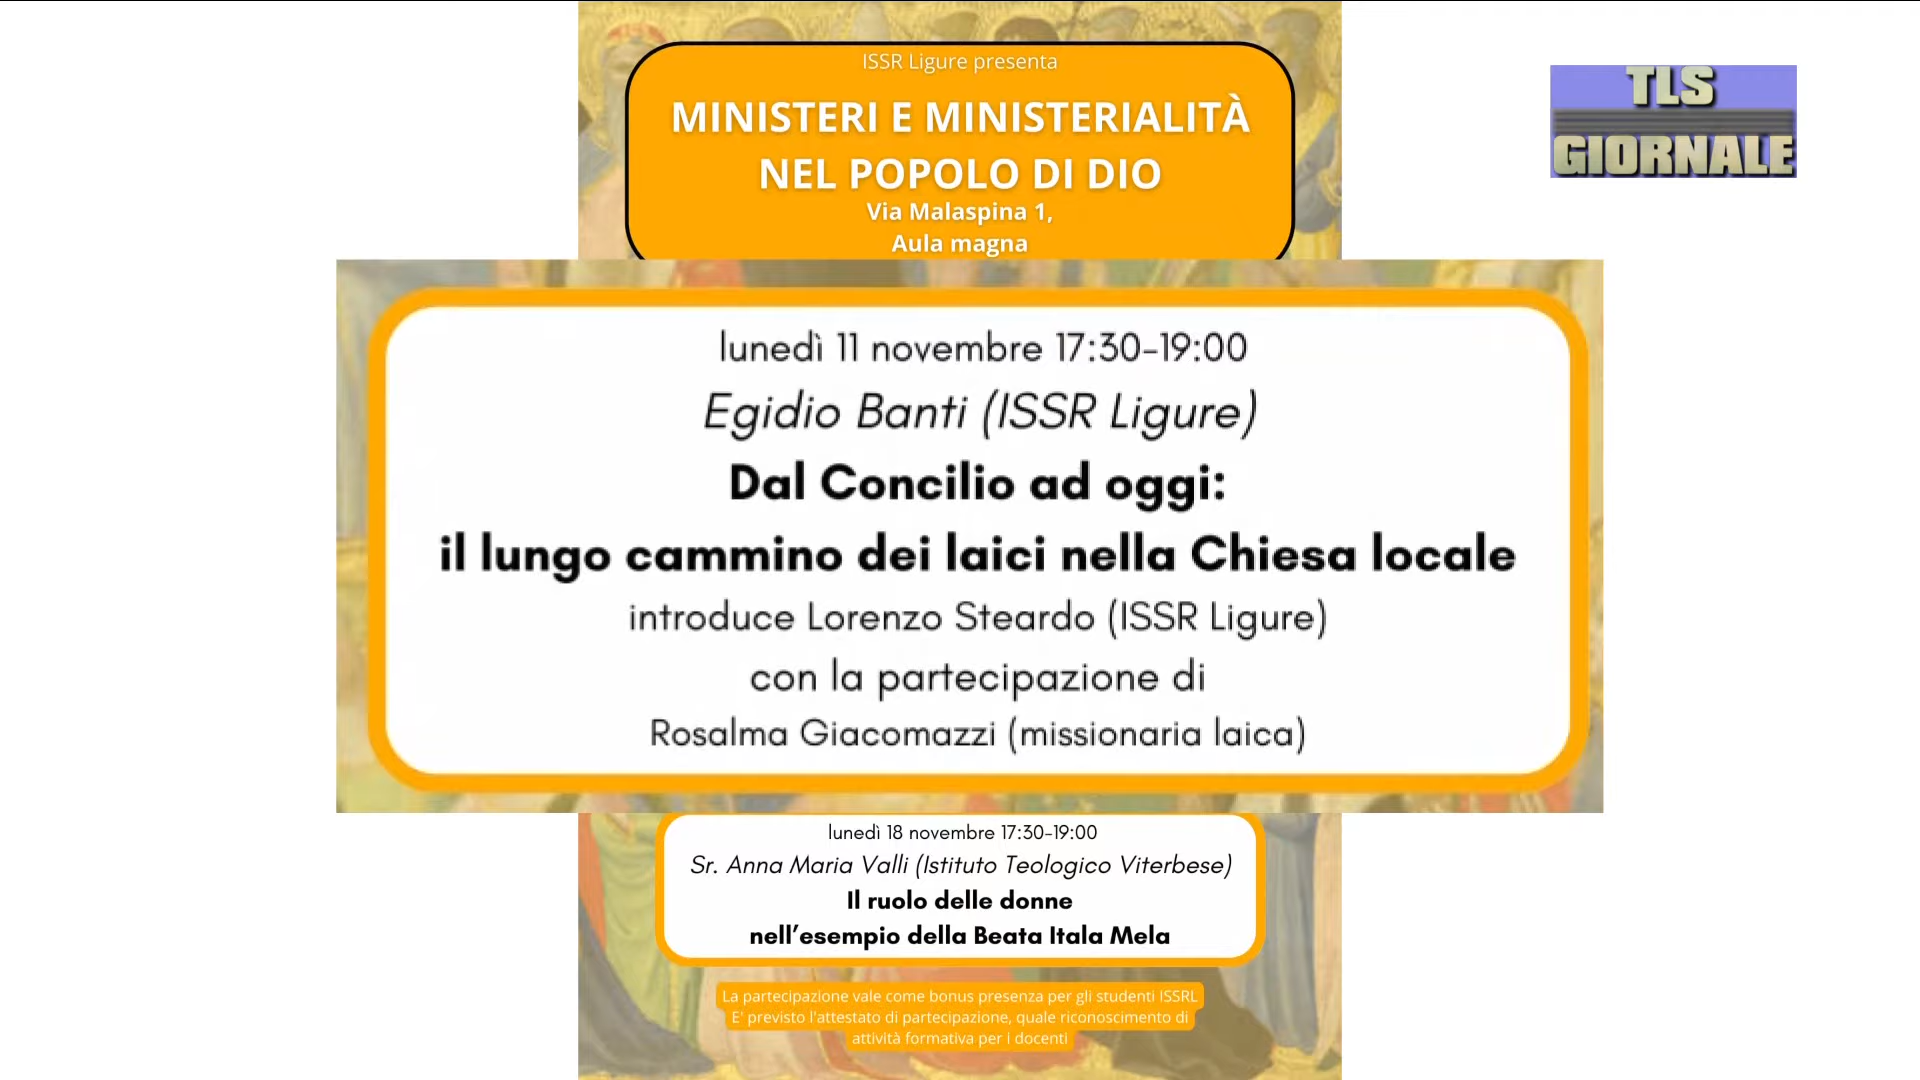 ISSR Ligure presenta
MINISTERI E MINISTERIALITÀ
NEL POPOLO DI DIO
Via Malaspina 1,
Aula magna
TLS
GIORNALE
lunedì 11 novembre 17:30-19:00
Egidio Banti (ISSR Ligure)
Dal Concilio ad oggi:
il lungo cammino dei laici nella Chiesa locale
introduce Lorenzo Steardo (ISSR Ligure)
con la partecipazione di
Rosalma Giacomazzi (missionaria laica)
lunedì 18 novembre 17:30-19:00
Sr. Anna Maria Valli (Istituto Teologico Viterbese)
Il ruolo delle donne
nell’esempio della Beata Itala Mela
La partecipazione vale come bonus presenza per gli studenti ISSRL
E' previsto l'attestato di partecipazione, quale riconoscimento di
attività formativa per i docenti